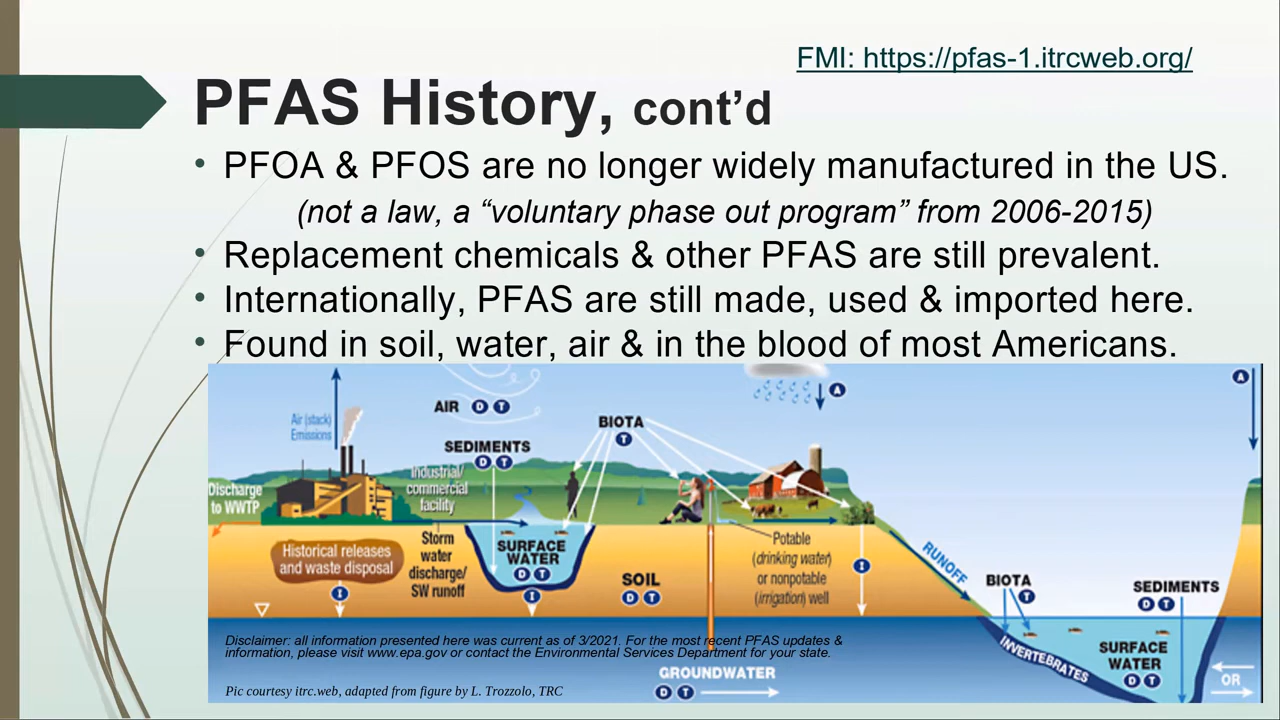 FMI: https://pfas-1.itrcweb.org/
PFAS History, cont’d
• PFOA & PFOS are no longer widely manufactured in the US.
(not a law, a “voluntary phase out program” from 2006-2015)
• Replacement chemicals & other PFAS are still prevalent.
• Internationally, PFAS are still made, used & imported here.
• Found in soil, water, air & in the blood of most Americans.
A
A
AIR D T
Air (stack)
Emissions
BIOTA
T
SEDIMENTS
D T
Industrial/
commercial
facility
Discharge
to WWTP
Historical releases
and waste disposal
I
Storm
water
discharge/
SW runoff
SURFACE
WATER
D T
I
SOIL
D T
Potable
(drinking water)
or nonpotable
(irrigation) well
I
RUNOFF
BIOTA
T
SEDIMENTS
D T
INVERTEBRATES
SURFACE
WATER
D T
OR
Disclaimer: all information presented here was current as of 3/2021. For the most recent PFAS updates &
information, please visit www.epa.gov or contact the Environmental Services Department for your state.
GROUNDWATER
D T
Pic courtesy itrc.web, adapted from figure by L. Trozzolo, TRC